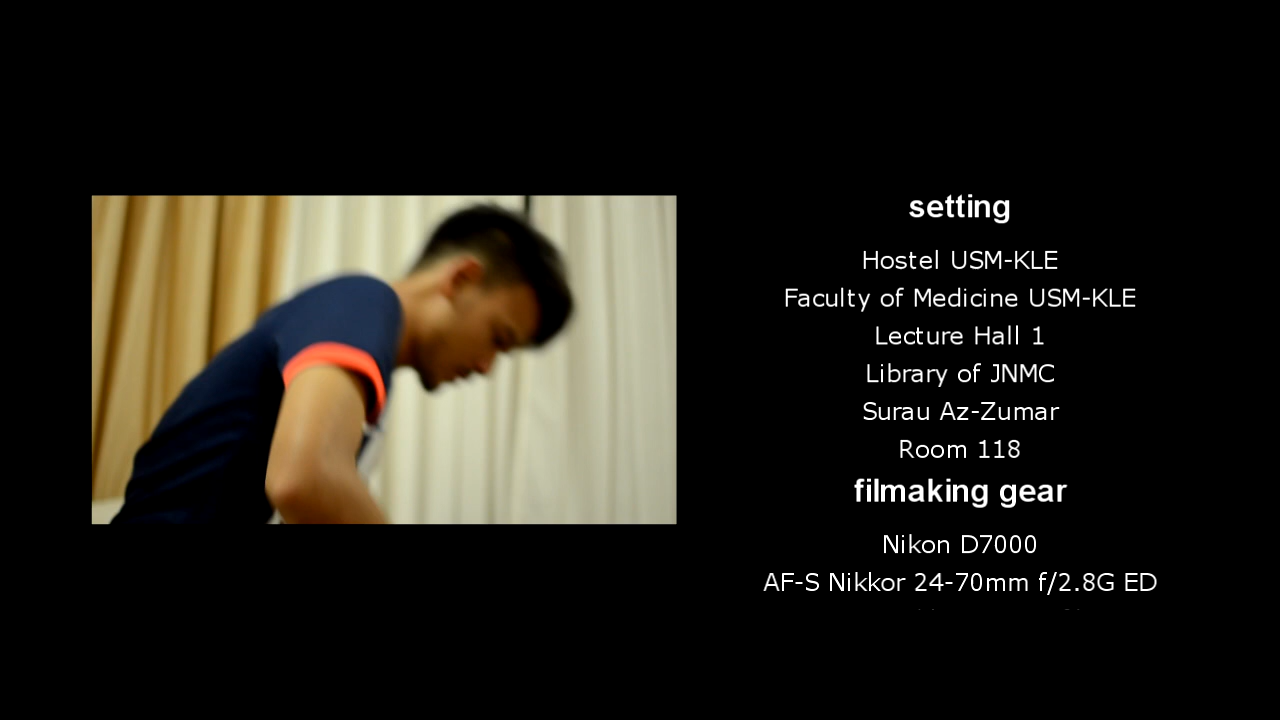 setting
Hostel USM-KLE
Faculty of Medicine USM-KLE
Lecture Hall 1
Library of JNMC
Surau Az-Zumar
Room 118
filmaking gear
Nikon D7000
AF-S Nikkor 24-70mm f/2.8G ED